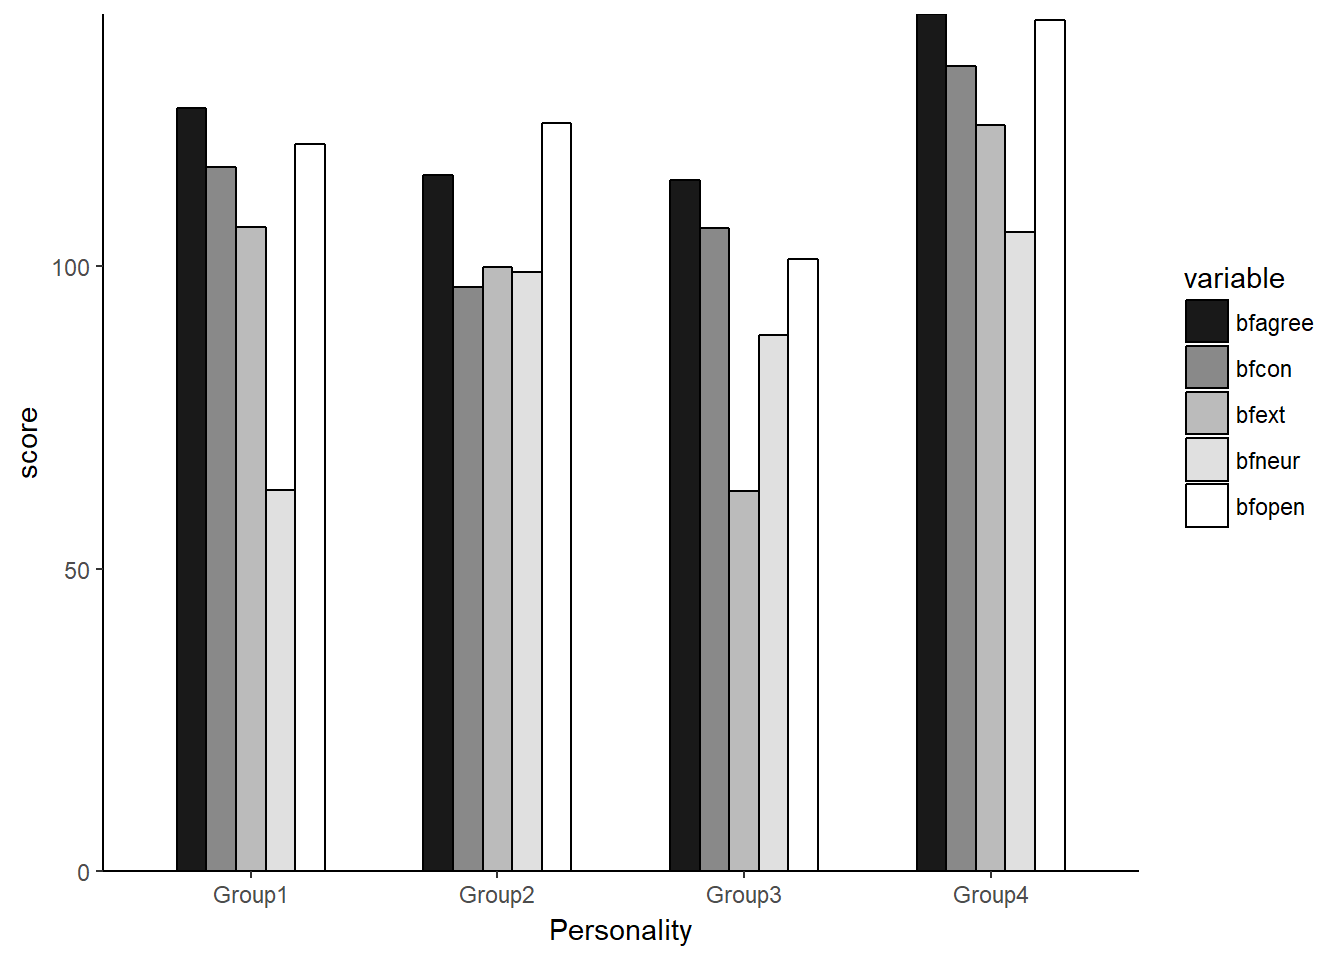 score
100
50
0
Group1 Group2 Group3 Group4
Personality
variable
bfagree
bfcon
bfext
bfneur
bfopen